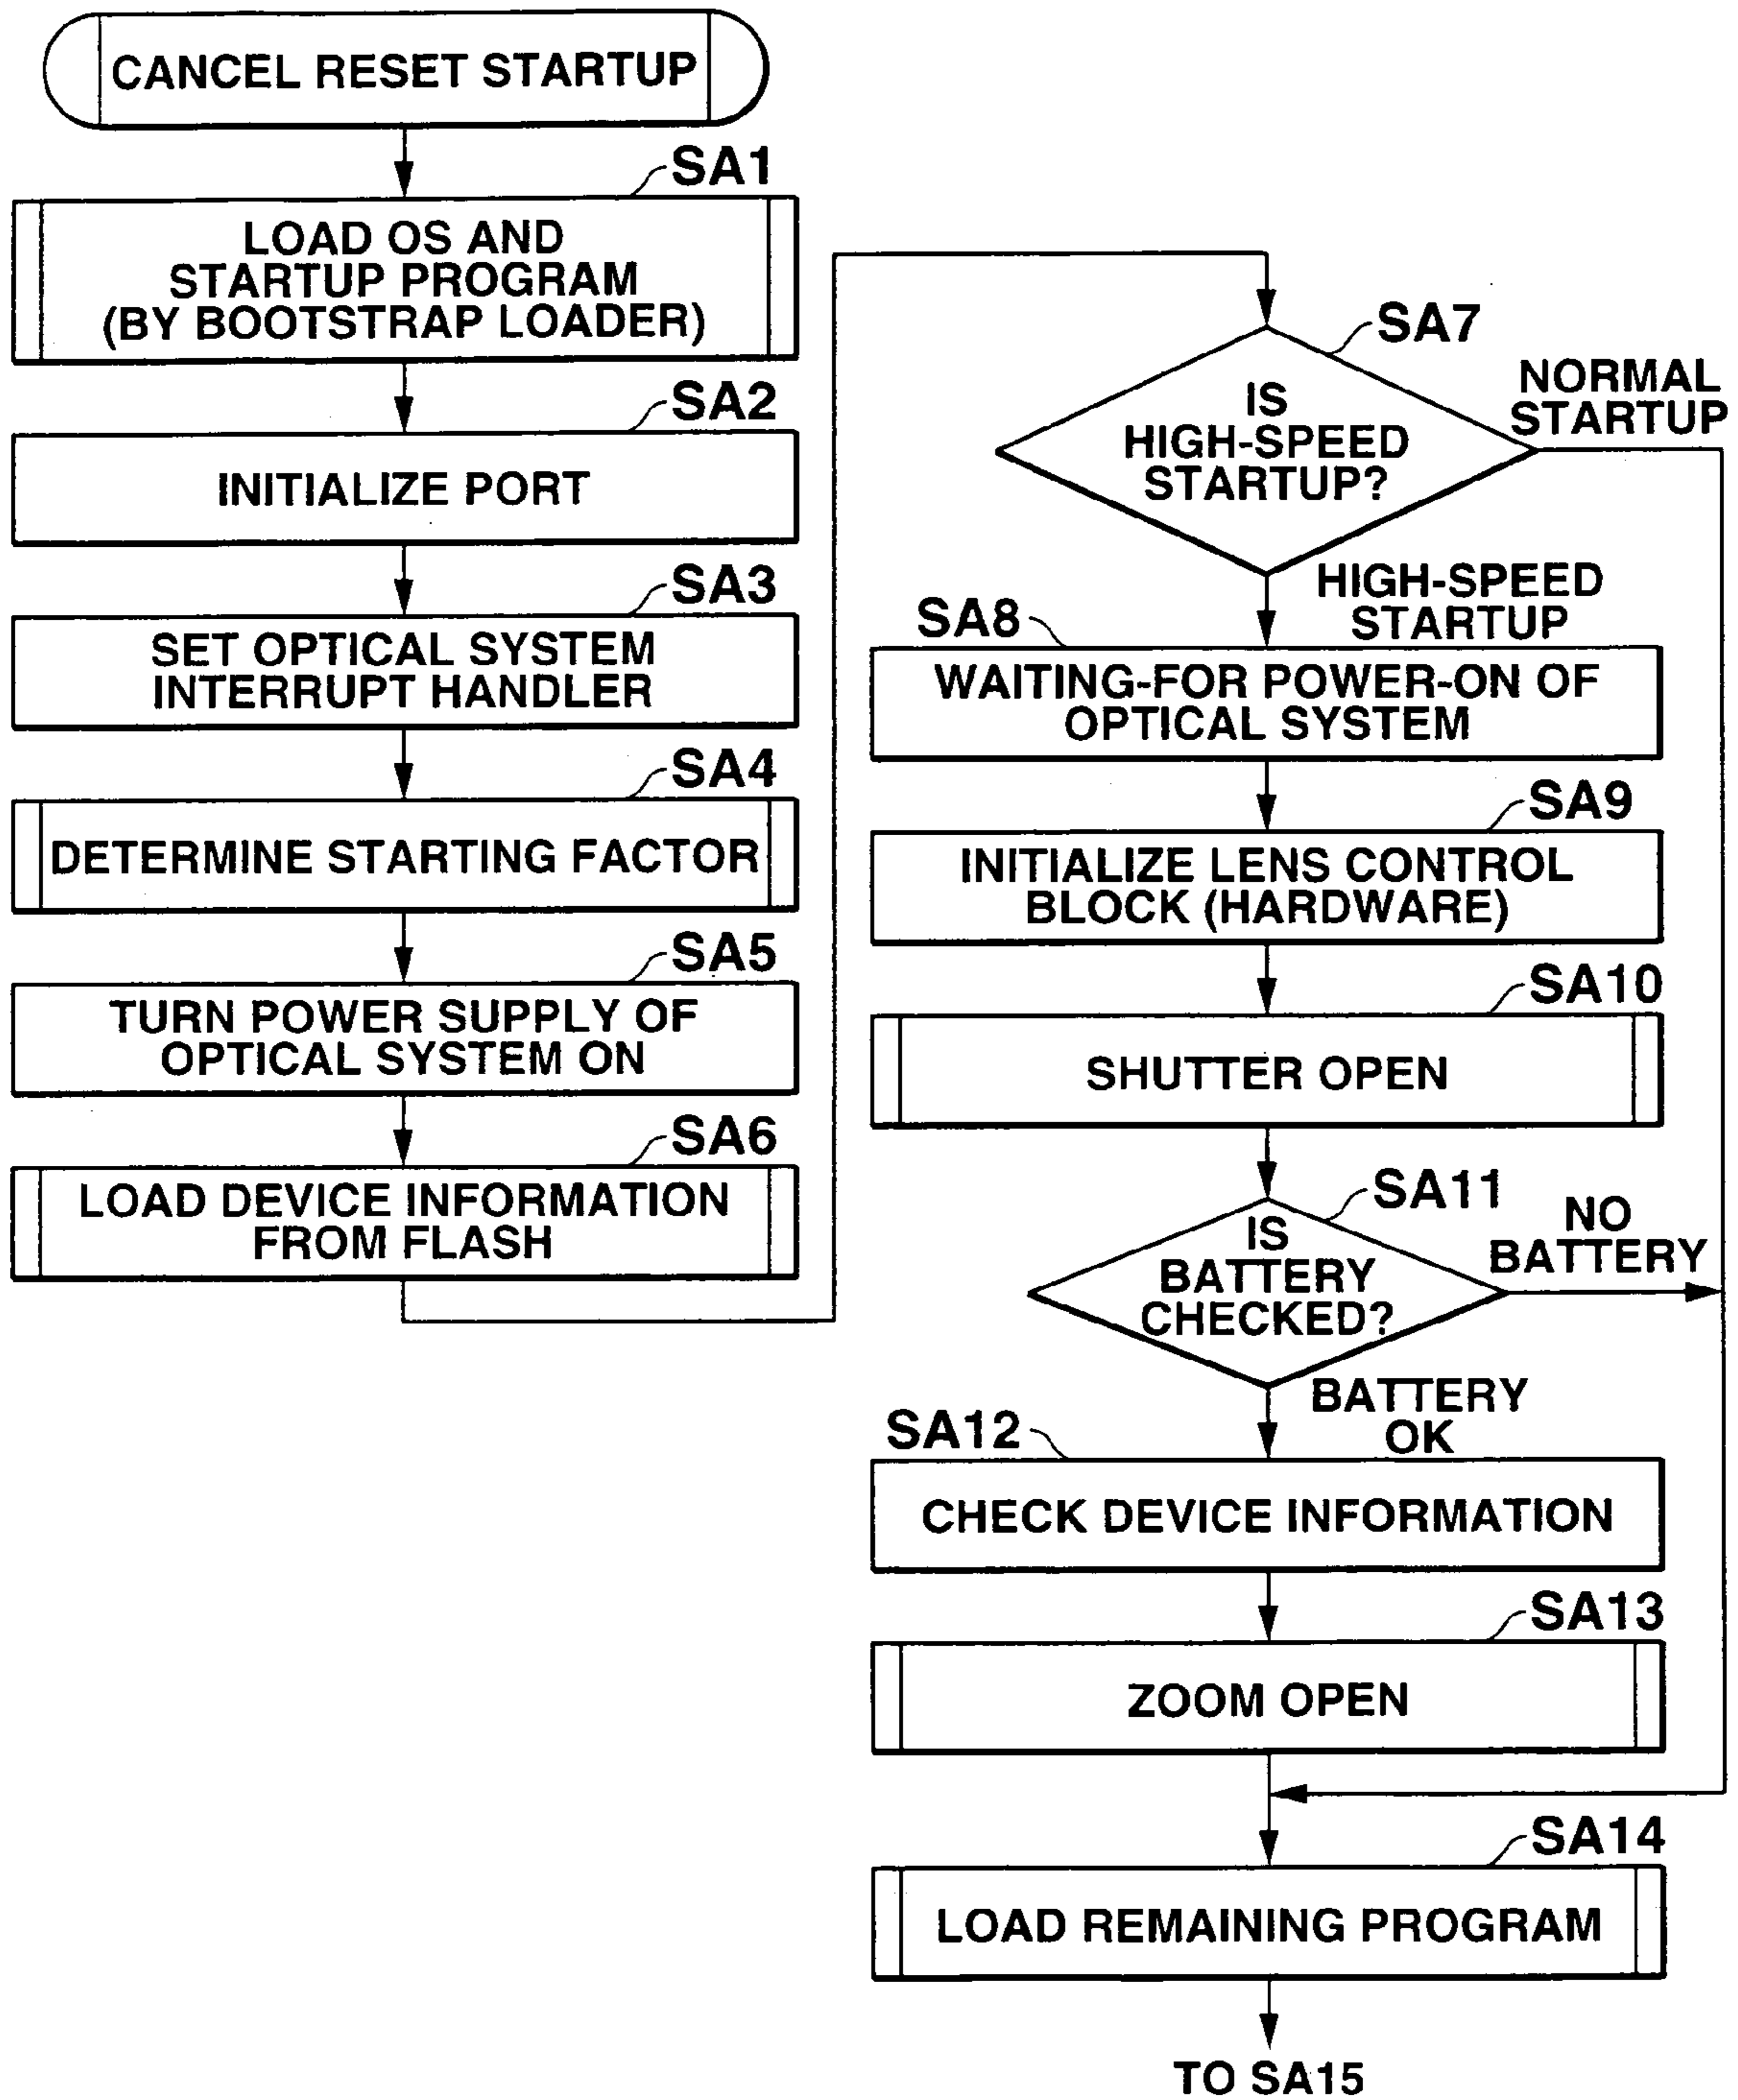 CANCEL RESET STARTUP
SA1
LOAD OS AND
STARTUP PROGRAM
(BY BOOTSTRAP LOADER)
SA2
INITIALIZE PORT
SA3
SET OPTICAL SYSTEM
INTERRUPT HANDLER
SA4
DETERMINE STARTING FACTOR
SA5
TURN POWER SUPPLY OF
OPTICAL SYSTEM ON
SA6
LOAD DEVICE INFORMATION
FROM FLASH
SA7
IS
HIGH-SPEED
STARTUP?
NORMAL
STARTUP
HIGH-SPEED
STARTUP
SA8
WAITING-FOR POWER-ON OF
OPTICAL SYSTEM
SA9
INITIALIZE LENS CONTROL
BLOCK (HARDWARE)
SA10
SHUTTER OPEN
SA11
IS
BATTERY
CHECKED?
NO
BATTERY
BATTERY
OK
SA12
CHECK DEVICE INFORMATION
SA13
ZOOM OPEN
SA14
LOAD REMAINING PROGRAM
TO SA15